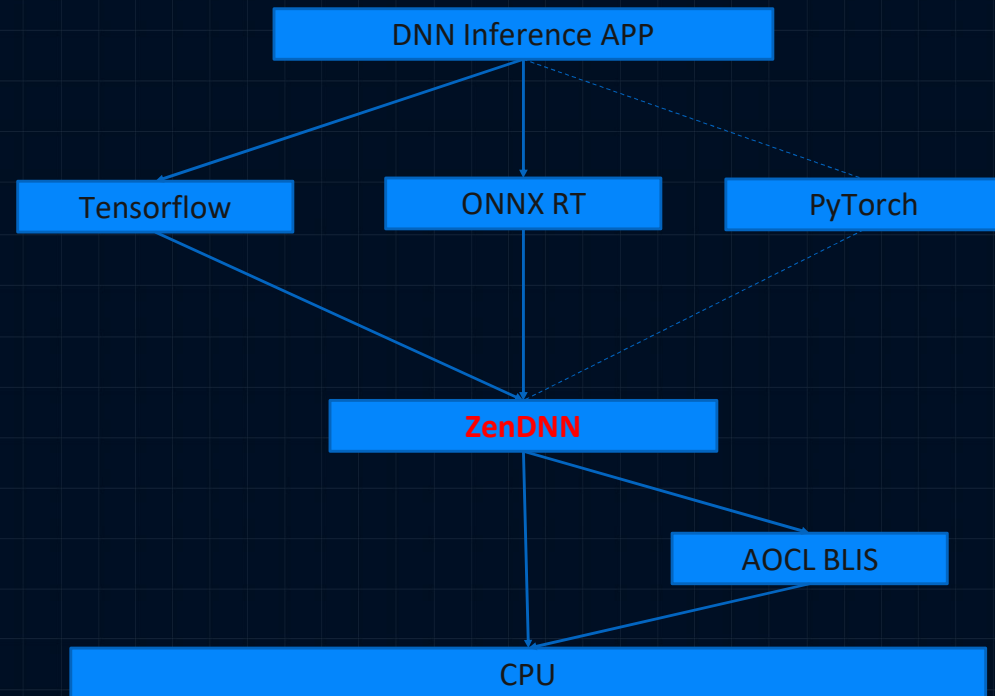 DNN Inference APP
Tensorflow
ONNX RT
PyTorch
ZenDNN
AOCL BLIS
CPU